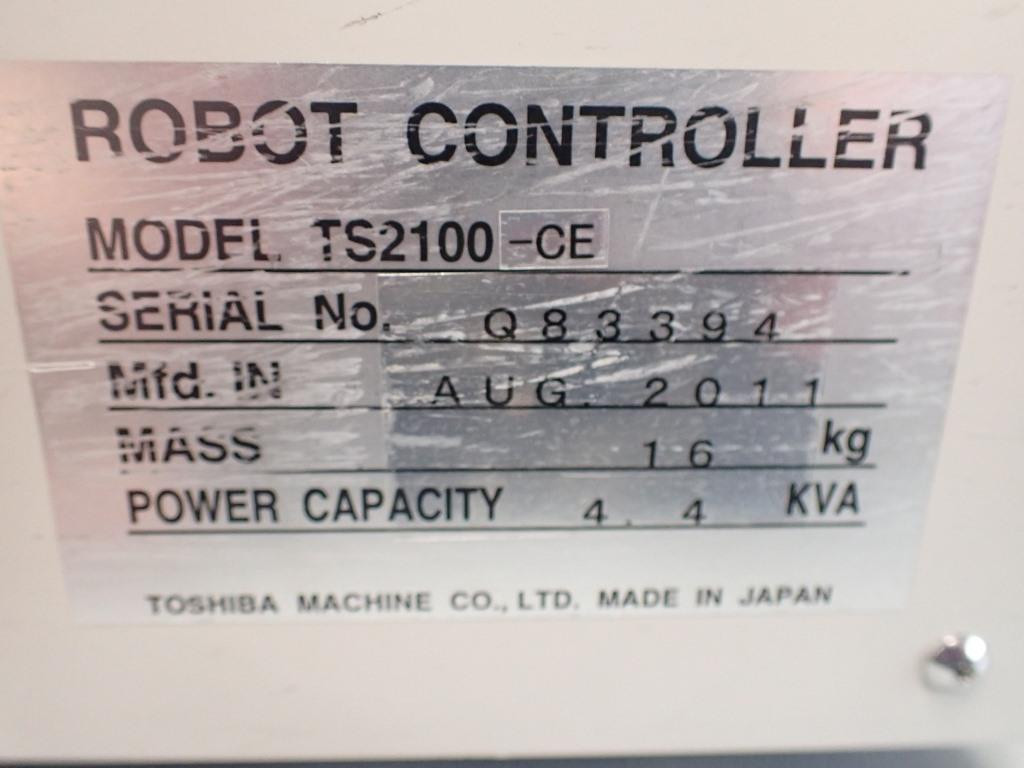 ROBOT CONTROLLER
MODEL TS2100-CE
SERIAL No. Q83394
Mfd. IN AUG. 2011
MASS 16 kg
POWER CAPACITY 4.4 KVA
TOSHIBA MACHINE CO., LTD. MADE IN JAPAN